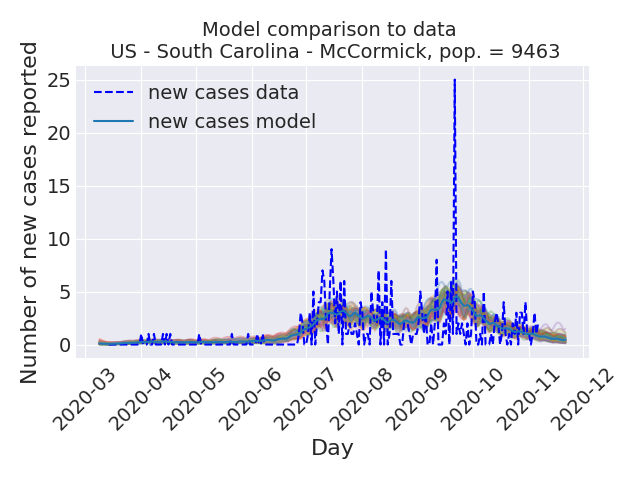 Model comparison to data
US - South Carolina - McCormick, pop. = 9463
Number of new cases reported
25
20
15
10
5
0
new cases data
new cases model
2020-03
2020-04
2020-05
2020-06
2020-07
2020-08
2020-09
2020-10
2020-11
2020-12
Day